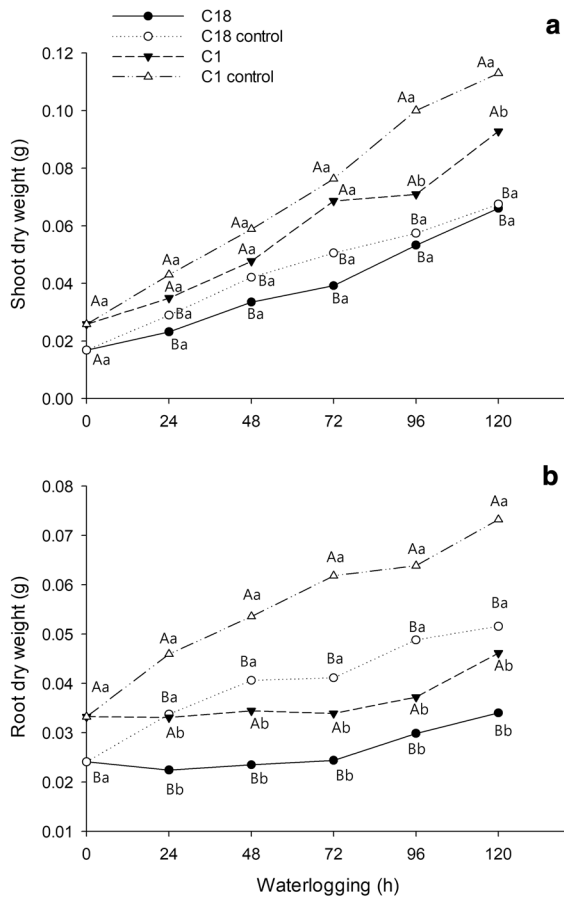 C18
C18 control
C1
C1 control
a
0.12
0.10
0.08
0.06
0.04
0.02
0.00
Shoot dry weight (g)
Aa Aa Aa Aa Aa Aa
Aa Aa Aa Ab Ab
Ba Ba Ba Ba Ba
Aa Ba Ba Ba Ba Ba
0 24 48 72 96 120
b
0.08
0.07
0.06
0.05
0.04
0.03
0.02
0.01
Root dry weight (g)
Aa Aa Aa Aa Aa Aa
Ba Ba Ba Ba Ba
Ab Ab Ab Ab Ab
Ba Bb Bb Bb Bb Bb
0 24 48 72 96 120
Waterlogging (h)